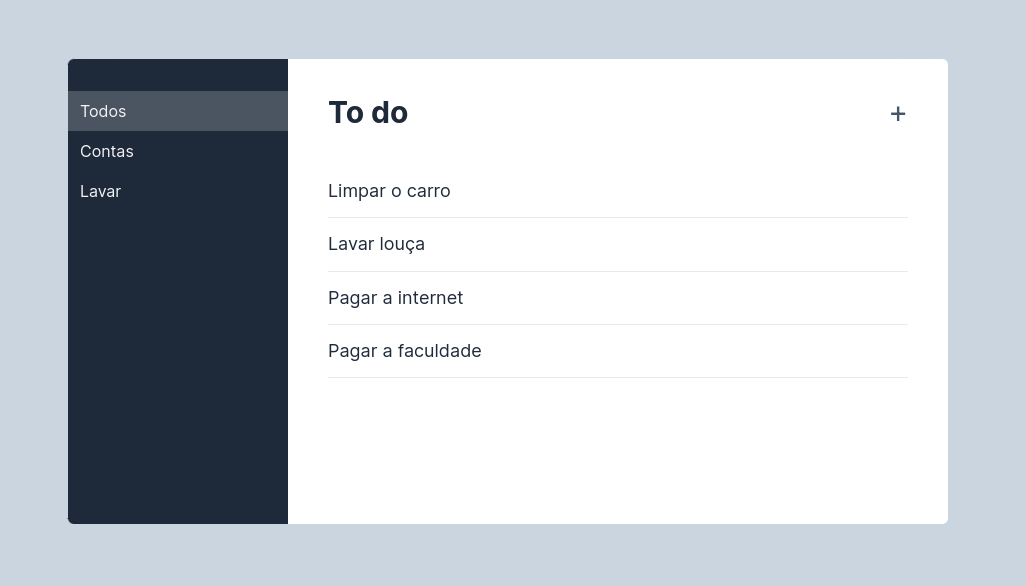 Todos
Contas
Lavar
To do
+
Limpar o carro
Lavar louça
Pagar a internet
Pagar a faculdade